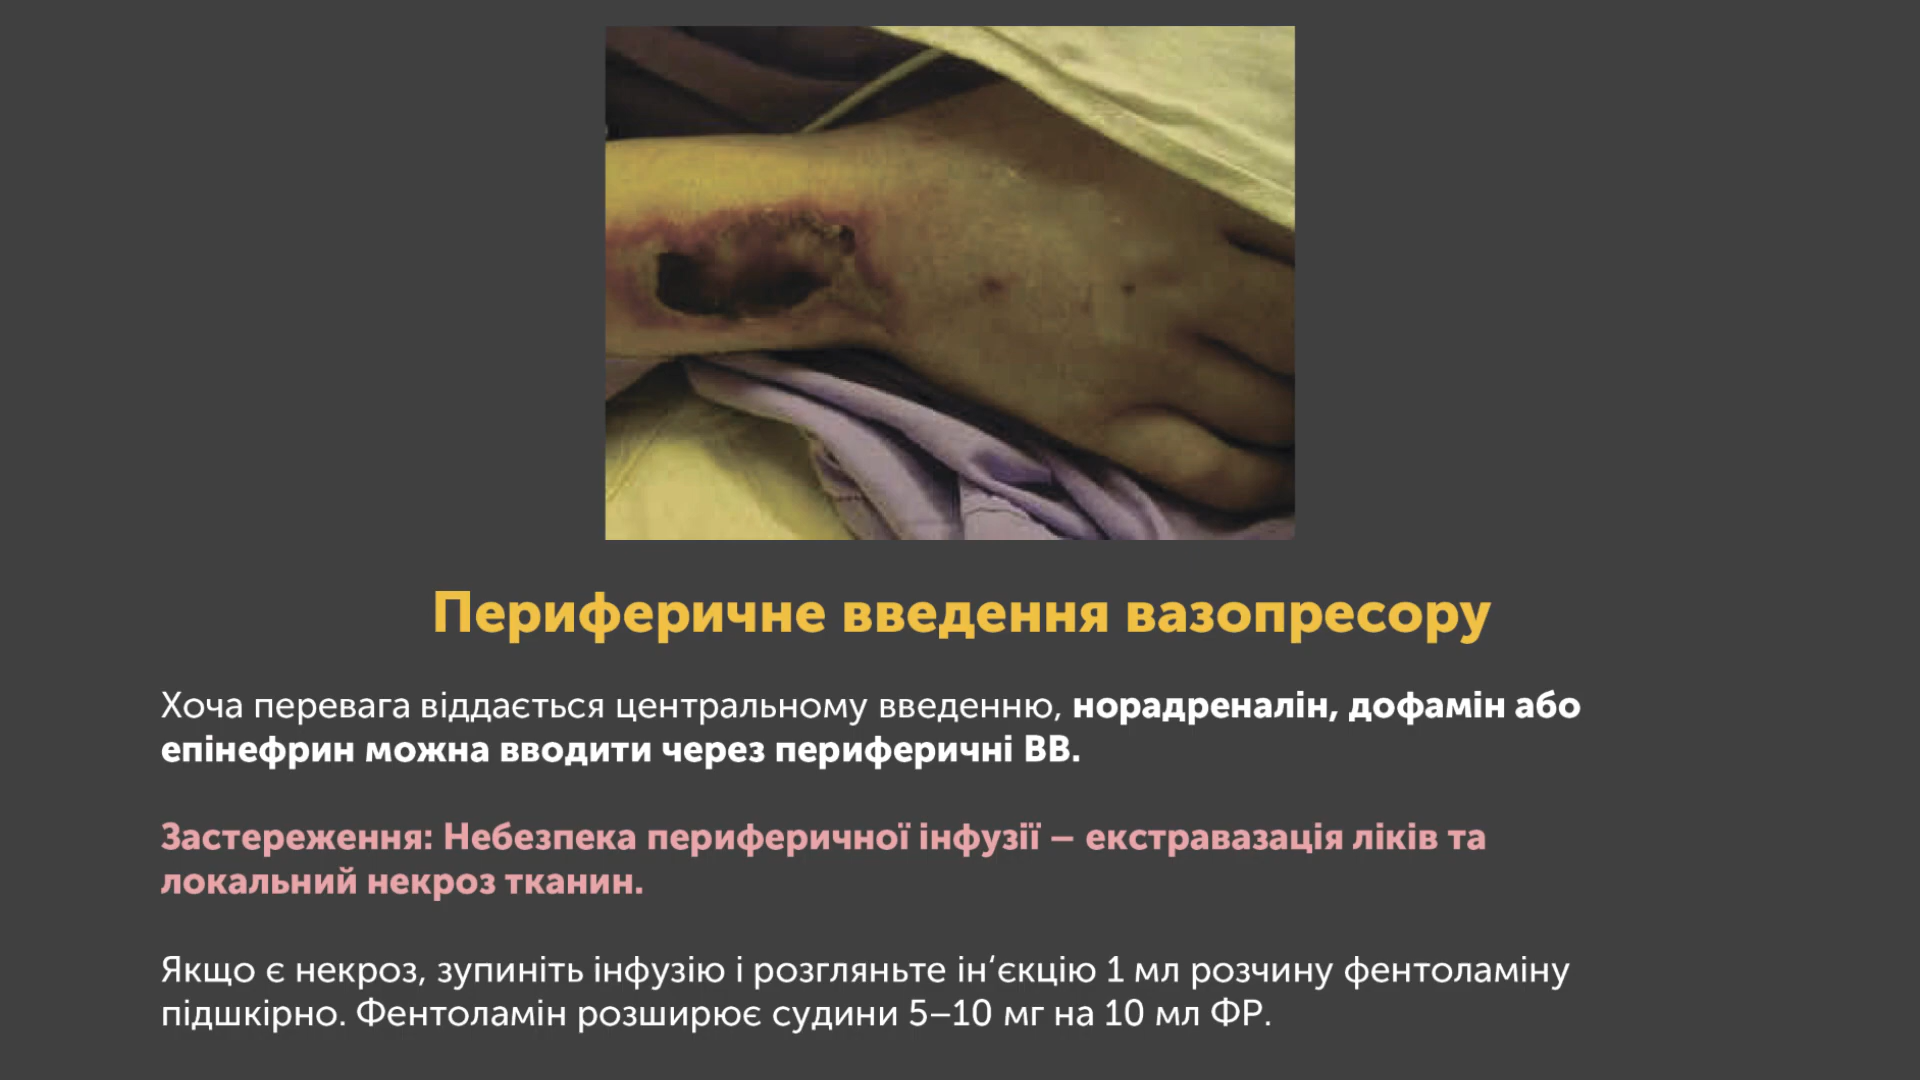 Периферичне введення вазопресору
Хоча перевага віддається центральному введенню, норадреналін, дофамін або
епінефрин можна вводити через периферичні ВВ.
Застереження: Небезпека периферичної інфузії – екстравазація ліків та
локальний некроз тканин.
Якщо є некроз, зупиніть інфузію і розгляньте ін‘єкцію 1 мл розчину фентоламіну
підшкірно. Фентоламін розширює судини 5–10 мг на 10 мл ФР.